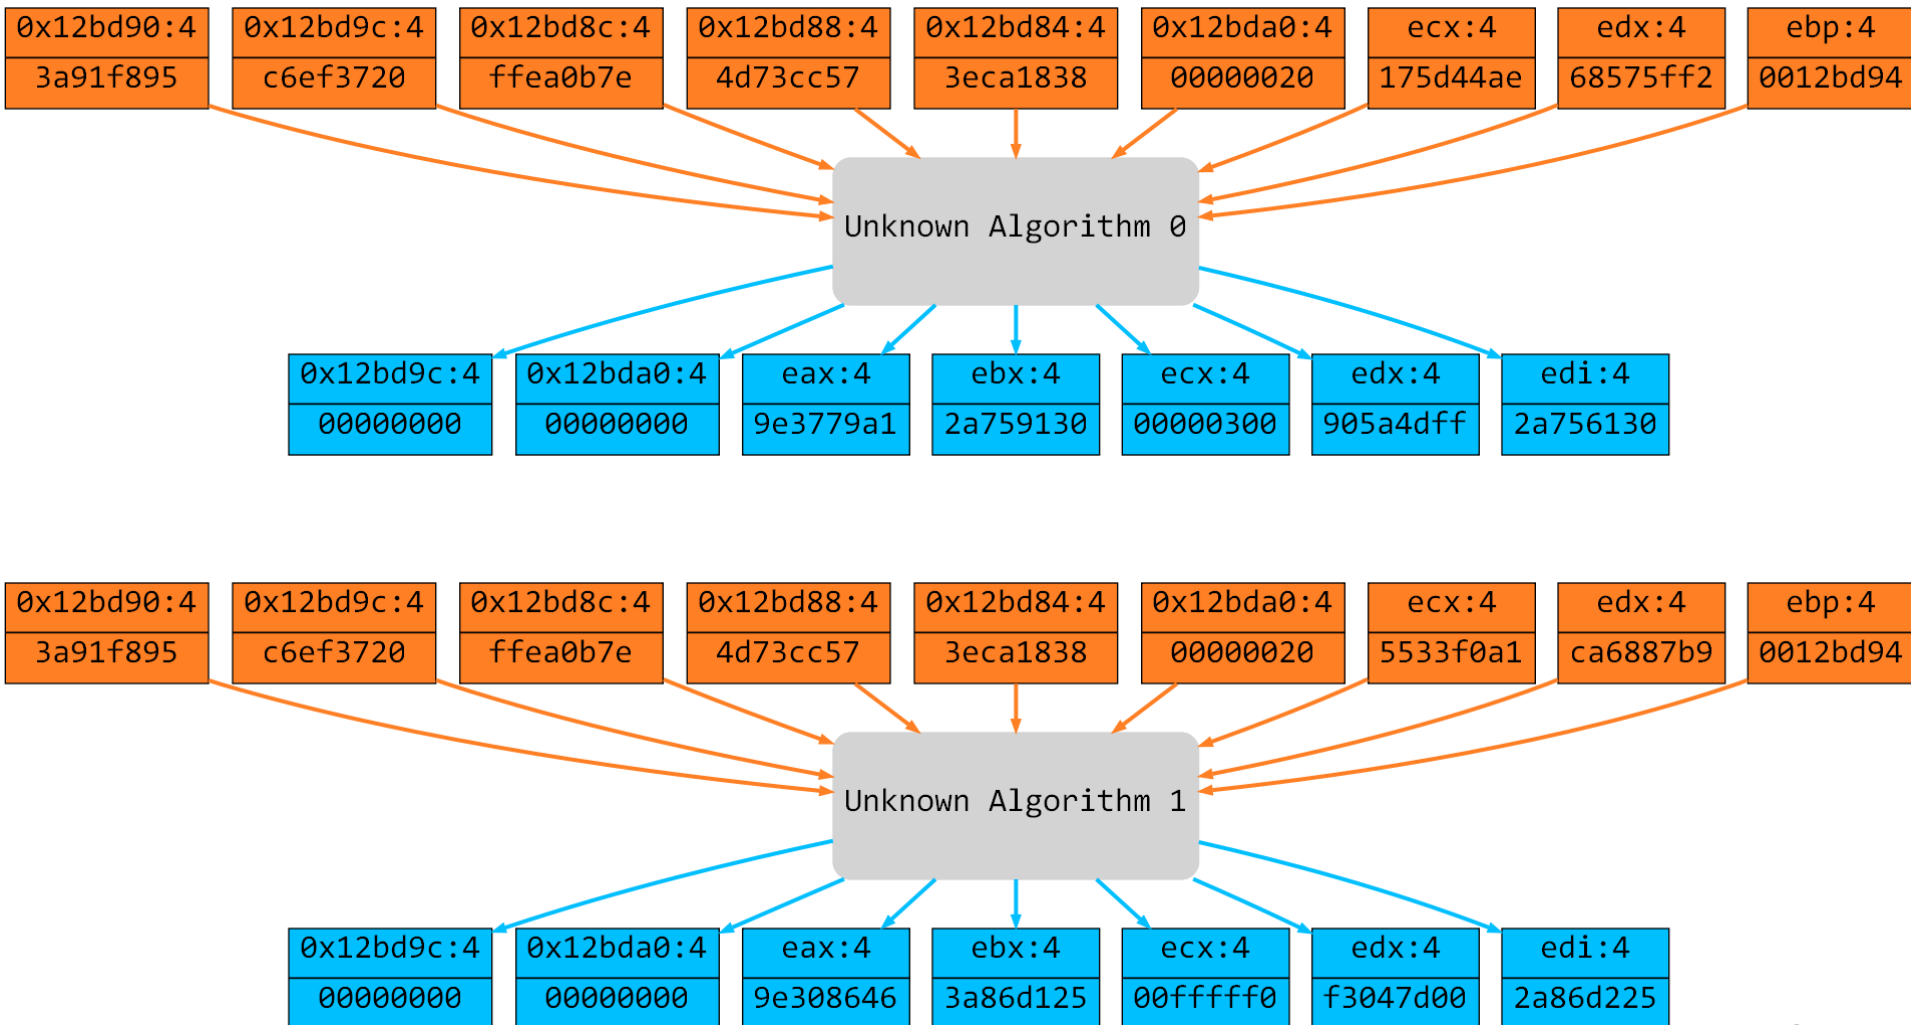 0x12bd90:4 0x12bd9c:4 0x12bd8c:4 0x12bd88:4 0x12bd84:4 0x12bda0:4 ecx:4 edx:4 ebp:4
3a91f895 c6ef3720 ffea0b7e 4d73cc57 3eca1838 00000020 175d44ae 68575ff2 0012bd94
Unknown Algorithm 0
0x12bd9c:4 0x12bda0:4 eax:4 ebx:4 ecx:4 edx:4 edi:4
00000000 00000000 9e3779a1 2a759130 00000300 905a4dff 2a756130
0x12bd90:4 0x12bd9c:4 0x12bd8c:4 0x12bd88:4 0x12bd84:4 0x12bda0:4 ecx:4 edx:4 ebp:4
3a91f895 c6ef3720 ffea0b7e 4d73cc57 3eca1838 00000020 5533f0a1 ca6887b9 0012bd94
Unknown Algorithm 1
0x12bd9c:4 0x12bda0:4 eax:4 ebx:4 ecx:4 edx:4 edi:4
00000000 00000000 9e308646 3a86d125 00fffff0 f3047d00 2a86d225